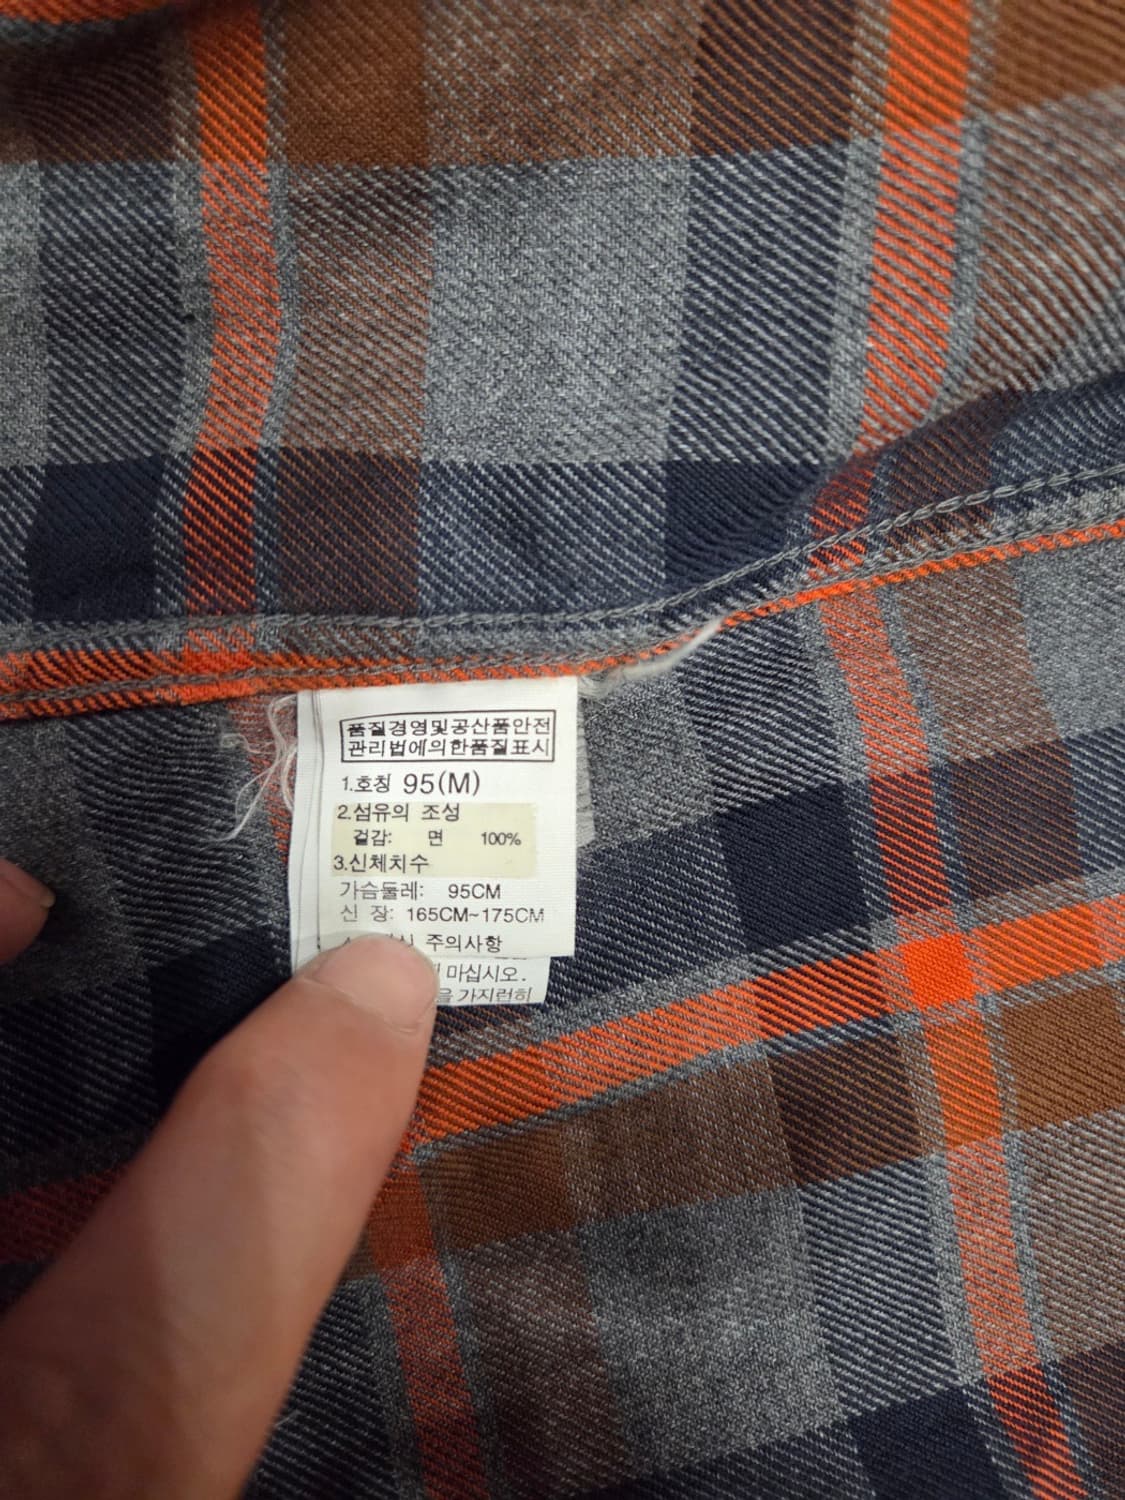 품질경영및공산품안전
관리법에의한품질표시
1.호칭 95(M)
2.섬유의 조성
겉감: 면 100%
3.신체치수
가슴둘레: 95CM
신 장: 165CM~175CM
주의사항
마십시오.
을 가지런히